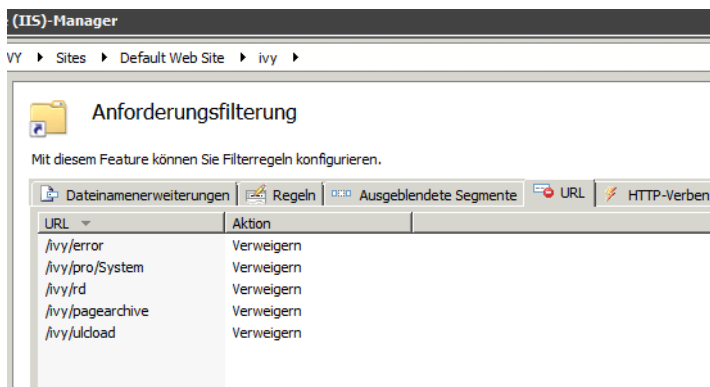 (IIS)-Manager
VY Sites Default Web Site ivy
Anforderungsfilterung
Mit diesem Feature können Sie Filterregeln konfigurieren.
Dateinamenerweiterungen Regeln Ausgeblendete Segmente URL HTTP-Verben
URL Aktion
/ivy/error Verweigern
/ivy/pro/System Verweigern
/ivy/rd Verweigern
/ivy/pagearchive Verweigern
/ivy/ulcload Verweigern